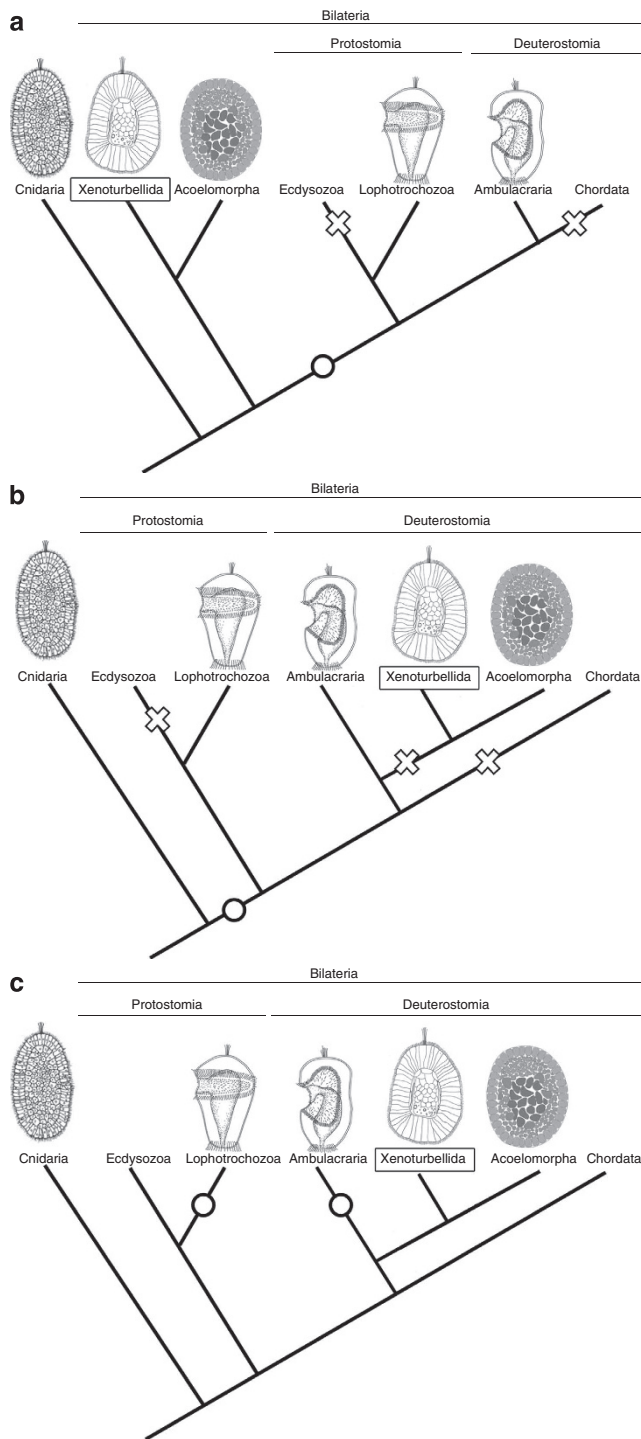 a
Bilateria
Protostomia Deuterostomia
Cnidaria Xenoturbellida Acoelomorpha Ecdysozoa Lophotrochozoa Ambulacraria Chordata
b
Bilateria
Protostomia Deuterostomia
Cnidaria Ecdysozoa Lophotrochozoa Ambulacraria Xenoturbellida Acoelomorpha Chordata
c
Bilateria
Protostomia Deuterostomia
Cnidaria Ecdysozoa Lophotrochozoa Ambulacraria Xenoturbellida Acoelomorpha Chordata